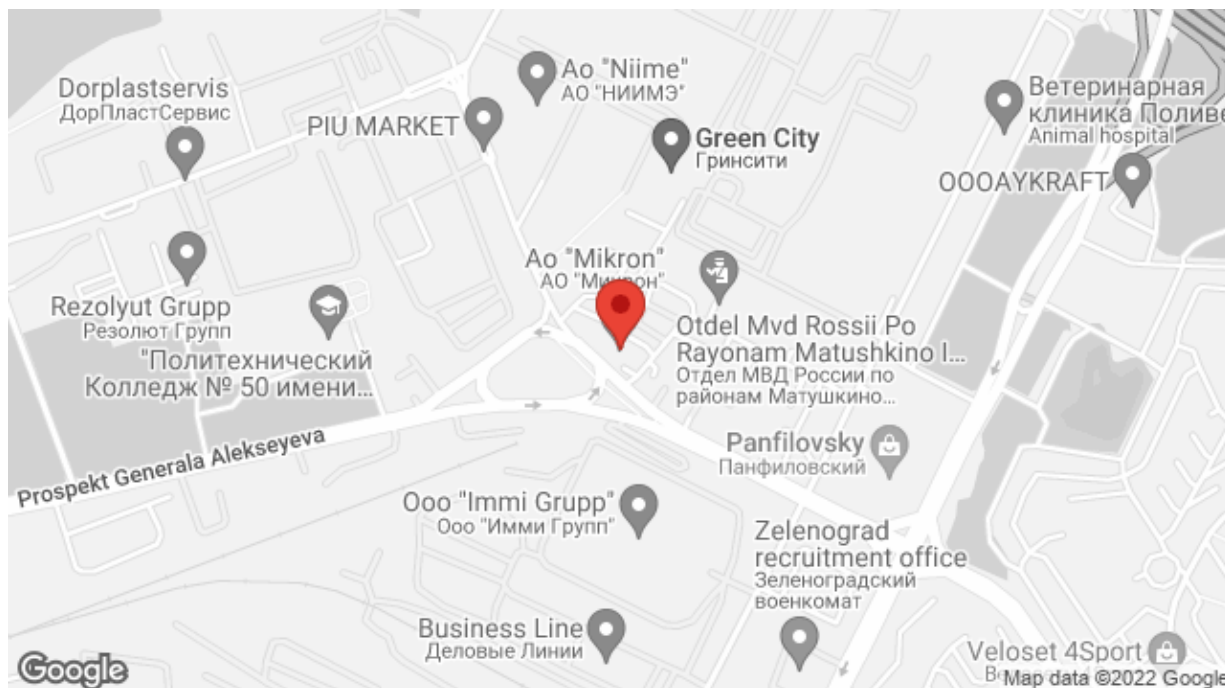 Dorplastservis
ДорПластСервис
PIU MARKET
Ao "Niime"
АО "НИИМЭ"
Green City
Гринсити
Ветеринарная
клиника Поливе
Animal hospital
OOOAYKRAFT
Rezolyut Grupp
Резолют Групп
"Политехнический
Колледж № 50 имени...
Ao "Mikron"
АО "Микрон"
Otdel Mvd Rossii Po
Rayonam Matushkino I...
Отдел МВД России по
районам Матушкино...
Prospekt Generala Alekseyeva
Panfilovsky
Панфиловский
Ooo "Immi Grupp"
Ооо "Имми Групп"
Zelenograd
recruitment office
Зеленоградский
военкомат
Business Line
Деловые Линии
Veloset 4Sport
Google
Map data ©2022 Google